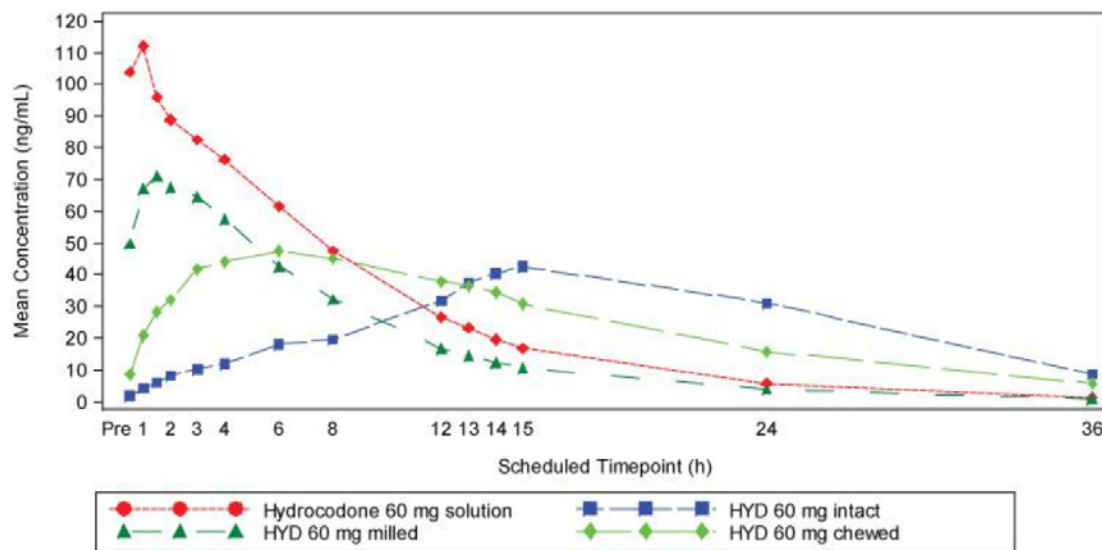 120
110
100
90
80
70
60
50
40
30
20
10
0
Mean Concentration (ng/mL)
Pre 1 2 3 4 6 8 12 13 14 15 24 36
Scheduled Timepoint (h)
Hydrocodone 60 mg solution HYD 60 mg intact
HYD 60 mg milled HYD 60 mg chewed